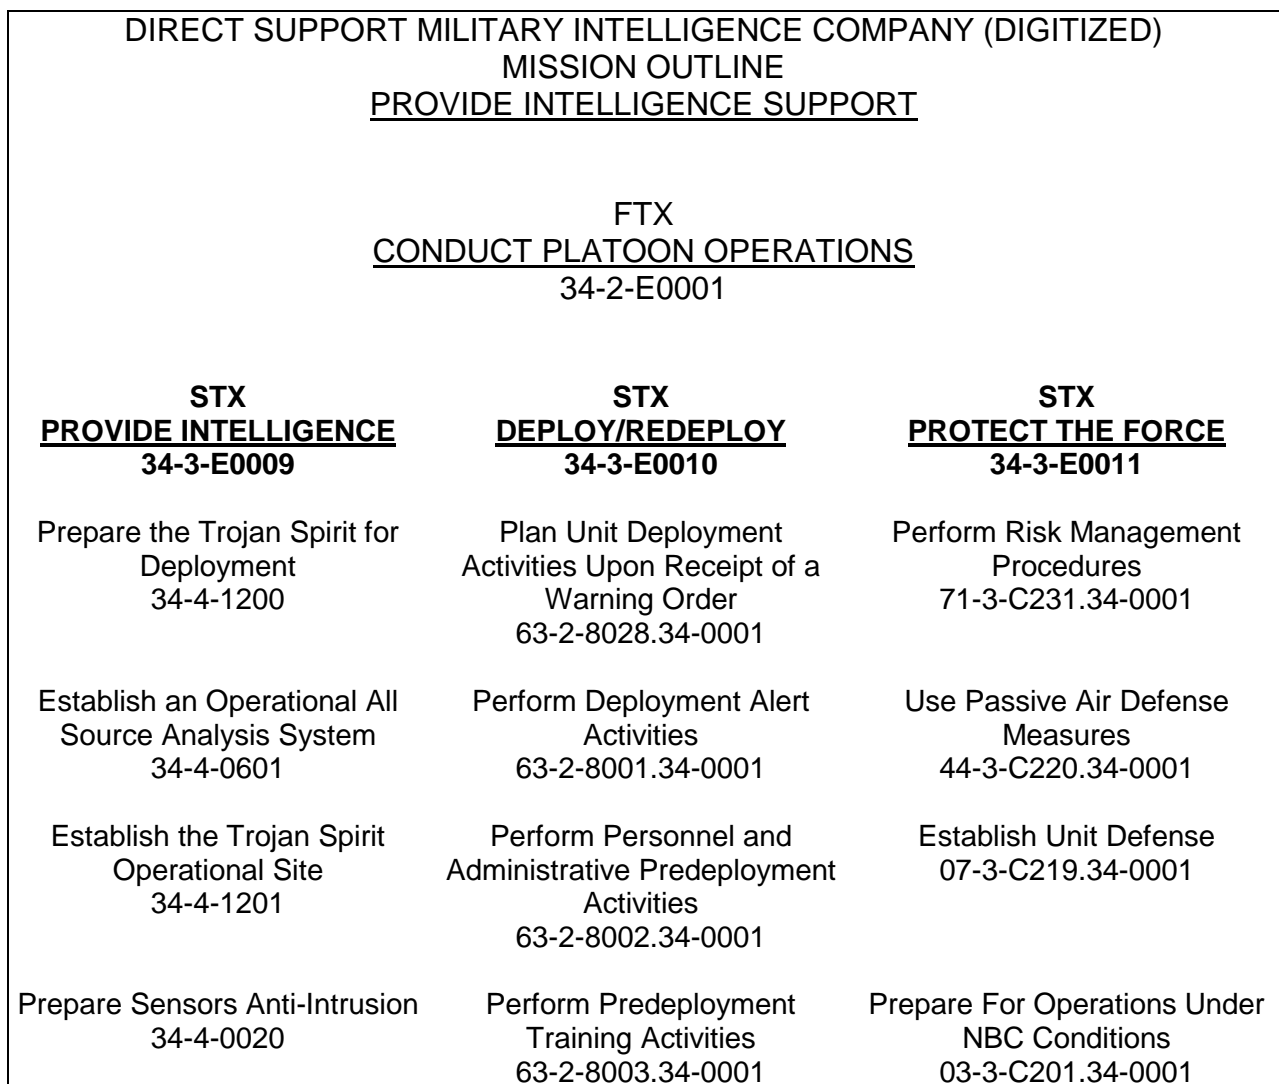 DIRECT SUPPORT MILITARY INTELLIGENCE COMPANY (DIGITIZED)
MISSION OUTLINE
PROVIDE INTELLIGENCE SUPPORT
FTX
CONDUCT PLATOON OPERATIONS
34-2-E0001
STX
PROVIDE INTELLIGENCE
34-3-E0009
Prepare the Trojan Spirit for
Deployment
34-4-1200
Establish an Operational All
Source Analysis System
34-4-0601
Establish the Trojan Spirit
Operational Site
34-4-1201
Prepare Sensors Anti-Intrusion
34-4-0020
STX
DEPLOY/REDEPLOY
34-3-E0010
Plan Unit Deployment
Activities Upon Receipt of a
Warning Order
63-2-8028.34-0001
Perform Deployment Alert
Activities
63-2-8001.34-0001
Perform Personnel and
Administrative Predeployment
Activities
63-2-8002.34-0001
Perform Predeployment
Training Activities
63-2-8003.34-0001
STX
PROTECT THE FORCE
34-3-E0011
Perform Risk Management
Procedures
71-3-C231.34-0001
Use Passive Air Defense
Measures
44-3-C220.34-0001
Establish Unit Defense
07-3-C219.34-0001
Prepare For Operations Under
NBC Conditions
03-3-C201.34-0001